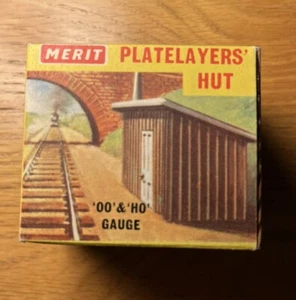 MERIT PLATELAYERS'
HUT
'OO' & 'HO'
GAUGE